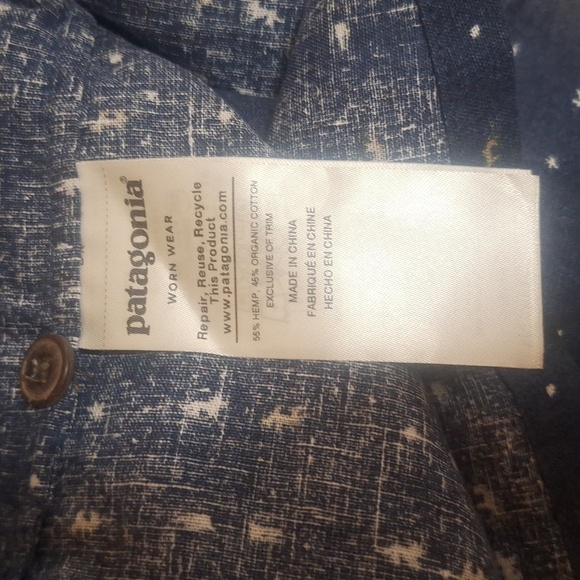 patagonia®
WORN WEAR
Repair, Reuse, Recycle
This Product
www.patagonia.com
55% HEMP, 45% ORGANIC COTTON
EXCLUSIVE OF TRIM
MADE IN CHINA
FABRIQUÉ EN CHINE
HECHO EN CHINA